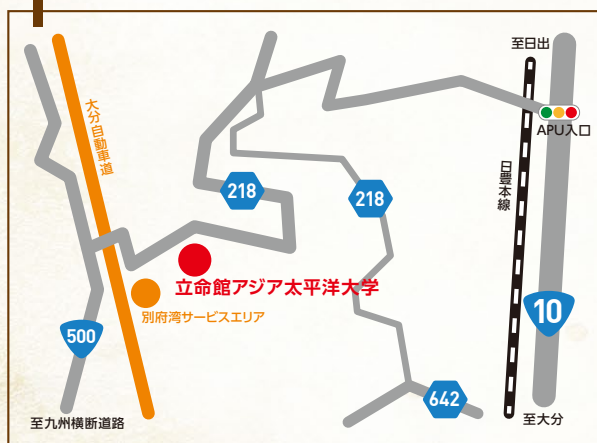 至日出
APU入口
大分自動車道
日豊本線
218
218
立命館アジア太平洋大学
別府湾サービスエリア
10
500
642
至九州横断道路
至大分